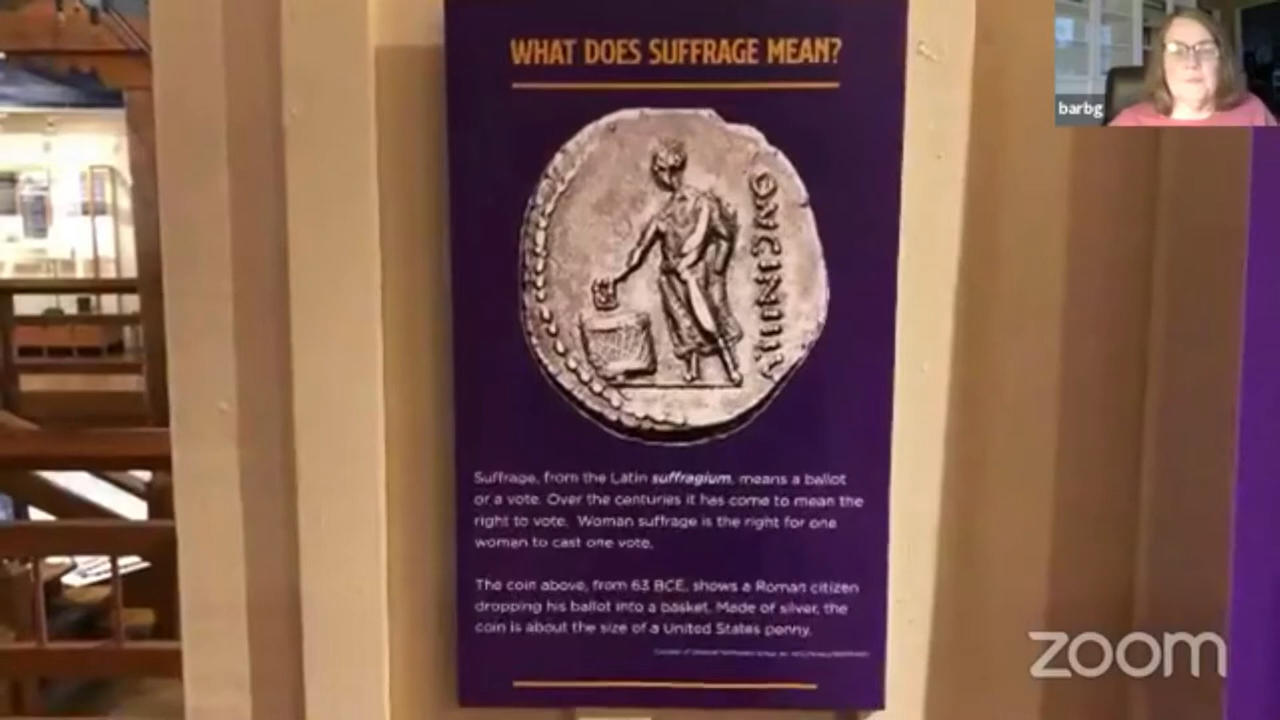 WHAT DOES SUFFRAGE MEAN?
barbg
Suffrage, from the Latin suffragium, means a ballot
or a vote. Over the centuries it has come to mean the
right to vote. Woman suffrage is the right for one
woman to cast one vote.
The coin above, from 63 BCE, shows a Roman citizen
dropping his ballot into a basket. Made of silver, the
coin is about the size of a United States penny.
zoom